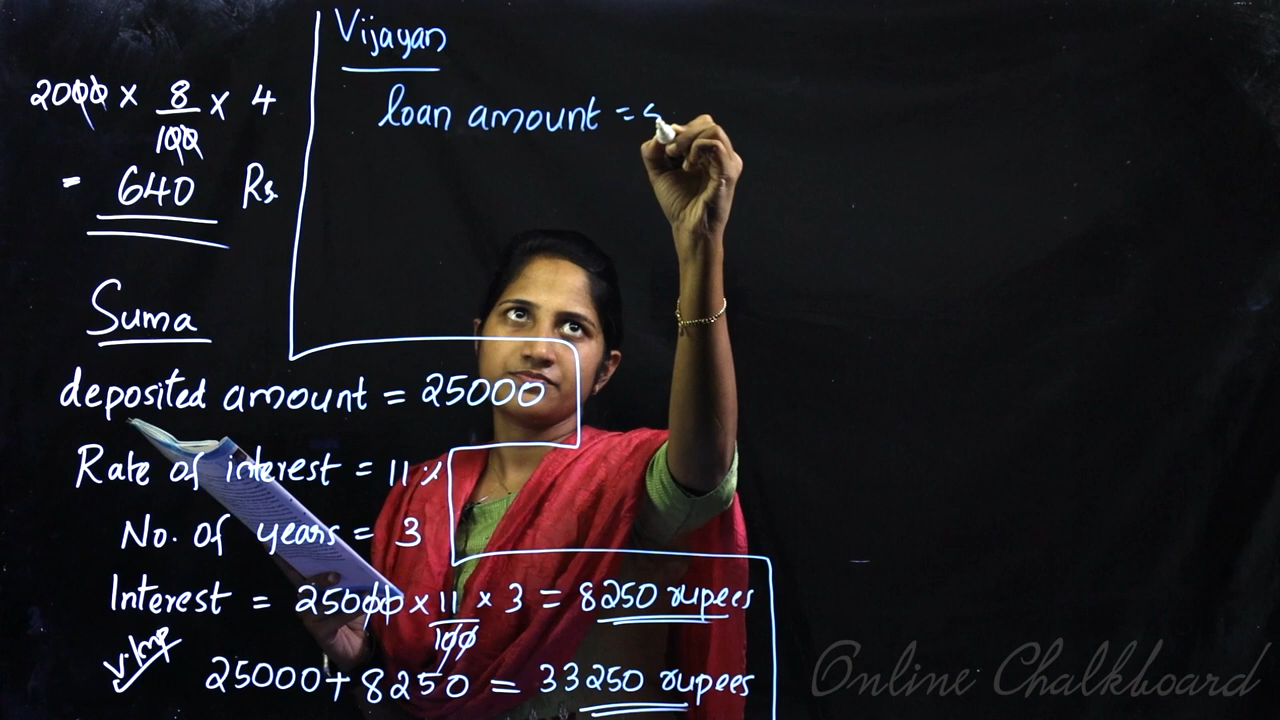 2000 × 8/100 × 4
= 640 Rs.
Suma
deposited amount = 25000
Rate of interest = 11%
No. of years = 3
Interest = 25000 × 11/100 × 3 = 8250 rupees
V.Imp
25000 + 8250 = 33250 rupees
Vijayan
loan amount =
Online Chalkboard